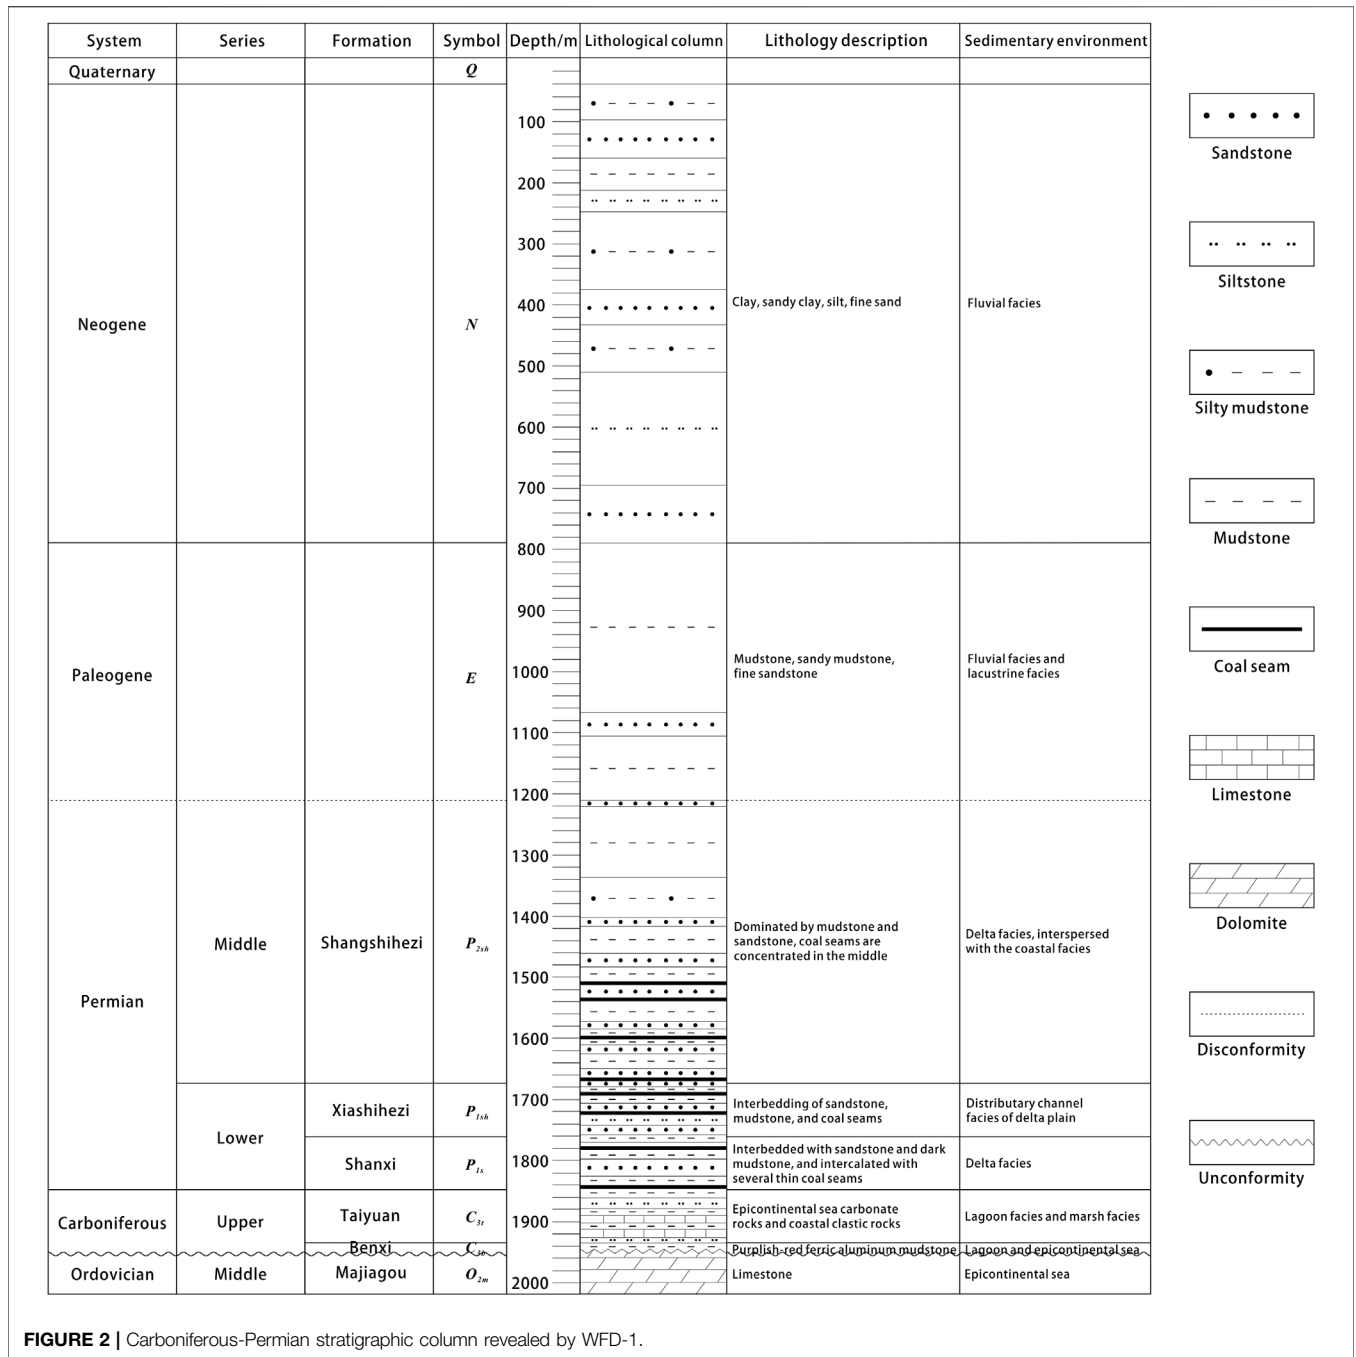 System Series Formation Symbol Depth/m Lithological column Lithology description Sedimentary environment
Quaternary Q
100
200
300
400
500
600
700
Neogene N
Clay, sandy clay, silt, fine sand
Fluvial facies
800
900
1000
1100
1200
Paleogene E
Mudstone, sandy mudstone,
fine sandstone
Fluvial facies and
lacustrine facies
1300
1400
1500
1600
Permian
Middle Shangshihezi P2sh
Dominated by mudstone and
sandstone, coal seams are
concentrated in the middle
Delta facies, interspersed
with the coastal facies
1700
Lower
Xiashihezi P1sh
Interbedding of sandstone,
mudstone, and coal seams
Distributary channel
facies of delta plain
1800
Shanxi P1s
Interbedded with sandstone and dark
mudstone, and intercalated with
several thin coal seams
Delta facies
1900
Carboniferous Upper
Taiyuan C3t
Epicontinental sea carbonate
rocks and coastal clastic rocks
Lagoon facies and marsh facies
Benxi C3b
Purplish-red ferric aluminum mudstone
Lagoon and epicontinental sea
2000
Ordovician Middle Majiagou O2m
Limestone
Epicontinental sea
Sandstone
Siltstone
Silty mudstone
Mudstone
Coal seam
Limestone
Dolomite
Disconformity
Unconformity
FIGURE 2 | Carboniferous-Permian stratigraphic column revealed by WFD-1.